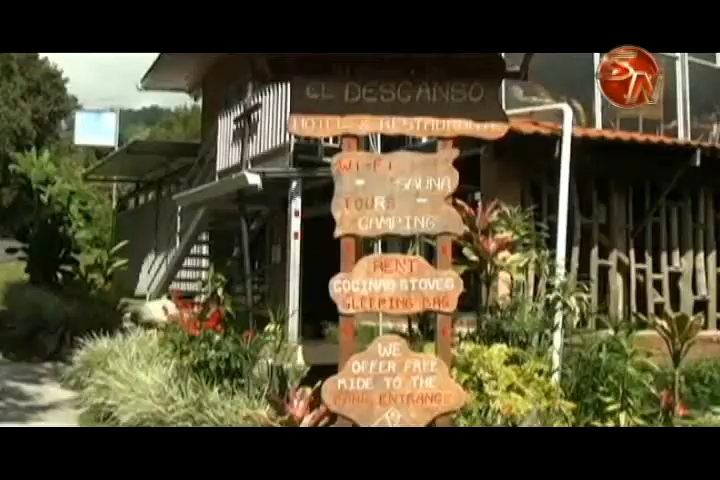 EL DESCANSO
HOTEL & RESTAURANTE
WI-FI
- SAUNA
TOURS -
CAMPING
RENT
COCINAS STOVES
SLEEPING BAG
WE
OFFER FREE
RIDE TO THE
PARK ENTRANCE